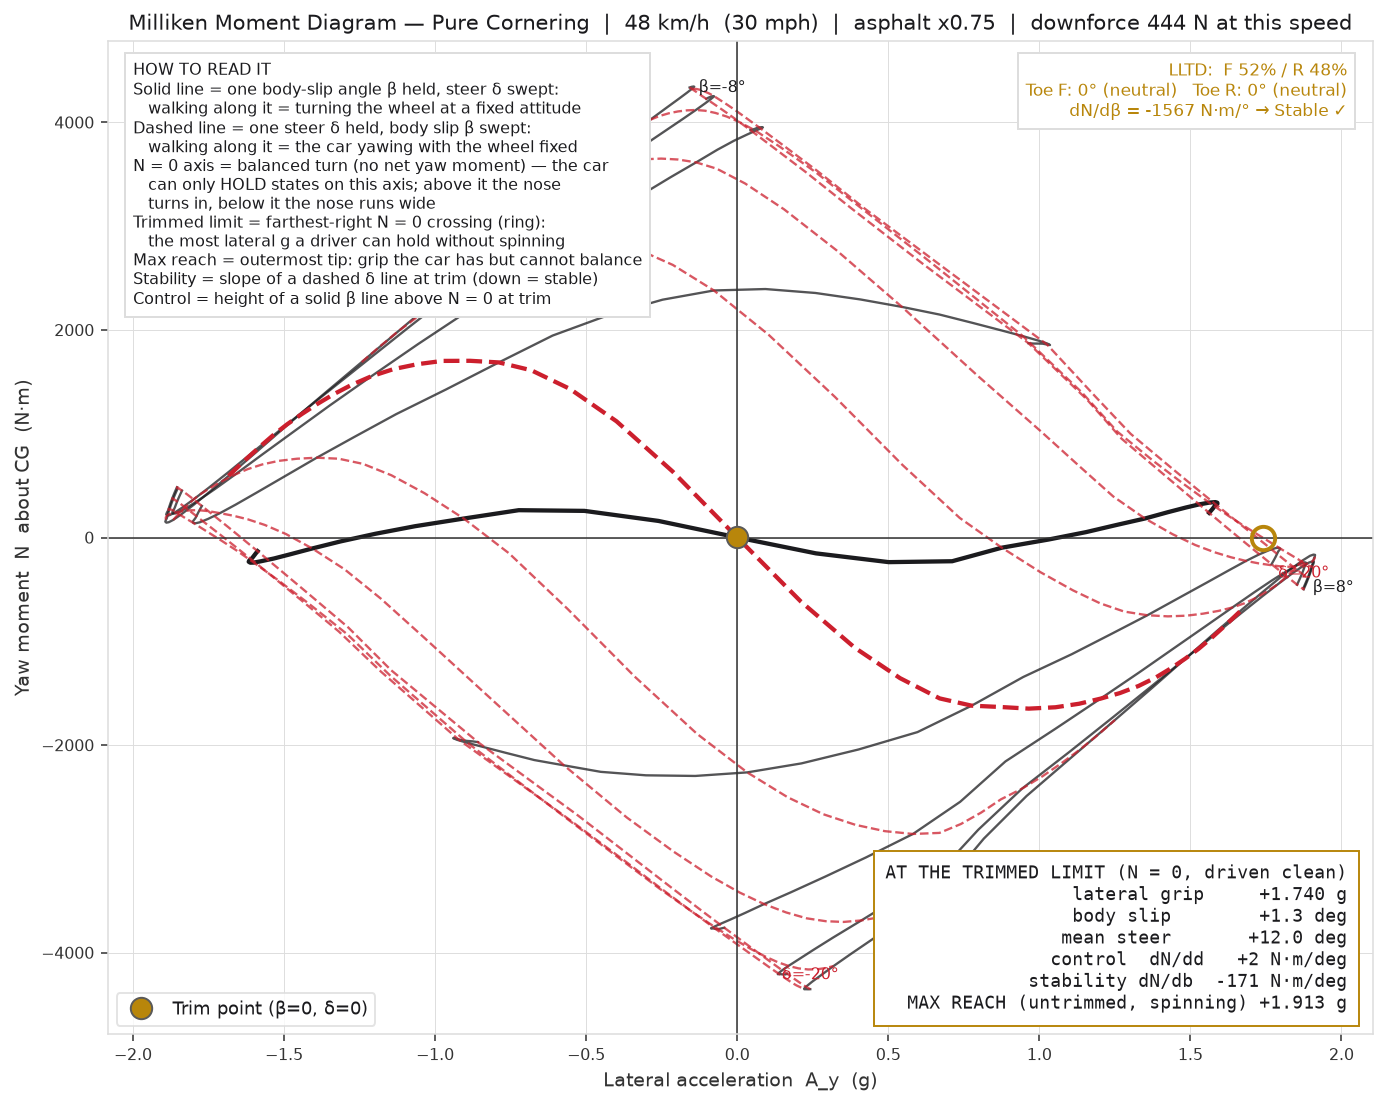 Milliken Moment Diagram — Pure Cornering | 48 km/h (30 mph) | asphalt x0.75 | downforce 444 N at this speed
HOW TO READ IT
Solid line = one body-slip angle β held, steer δ swept:
walking along it = turning the wheel at a fixed attitude
Dashed line = one steer δ held, body slip β swept:
walking along it = the car yawing with the wheel fixed
N = 0 axis = balanced turn (no net yaw moment) — the car
can only HOLD states on this axis; above it the nose
turns in, below it the nose runs wide
Trimmed limit = farthest-right N = 0 crossing (ring):
the most lateral g a driver can hold without spinning
Max reach = outermost tip: grip the car has but cannot balance
Stability = slope of a dashed δ line at trim (down = stable)
Control = height of a solid β line above N = 0 at trim
β=-8°
LLTD: F 52% / R 48%
Toe F: 0° (neutral) Toe R: 0° (neutral)
dN/dβ = -1567 N·m/° → Stable ✓
4000
2000
0
−2000
−4000
Yaw moment N about CG (N·m)
β=8°
δ=-20°
AT THE TRIMMED LIMIT (N = 0, driven clean)
lateral grip +1.740 g
body slip +1.3 deg
mean steer +12.0 deg
control dN/dd +2 N·m/deg
stability dN/db -171 N·m/deg
MAX REACH (untrimmed, spinning) +1.913 g
Trim point (β=0, δ=0)
−2.0 −1.5 −1.0 −0.5 0.0 0.5 1.0 1.5 2.0
Lateral acceleration A_y (g)